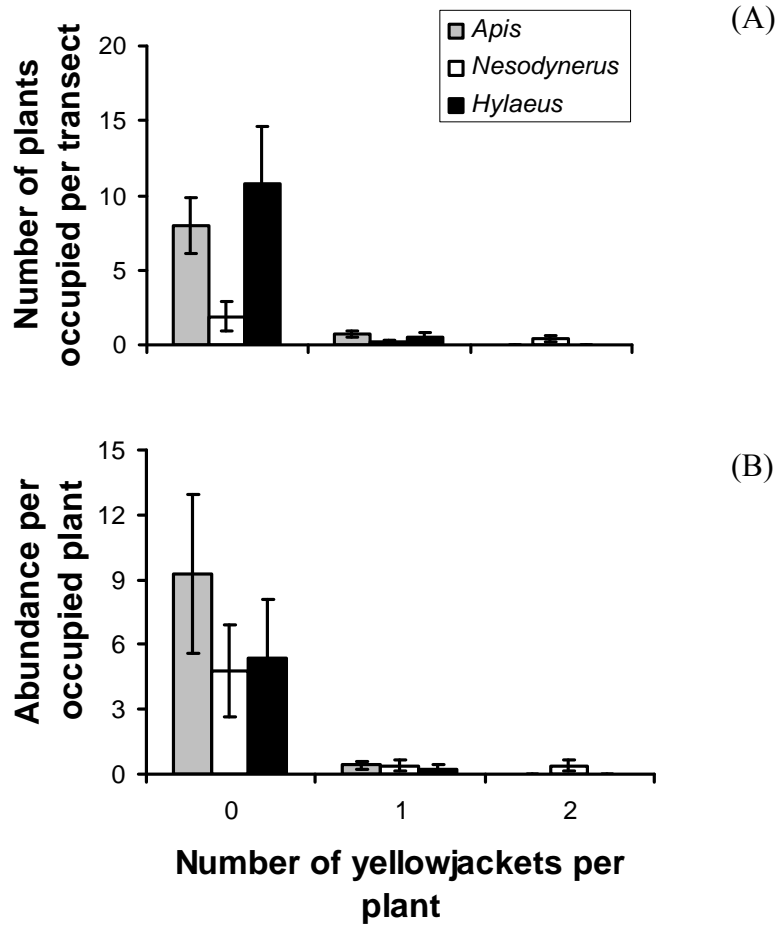 (A)
Apis
Nesodynerus
Hylaeus
Number of plants
occupied per transect
20
15
10
5
0
(B)
Abundance per
occupied plant
15
12
9
6
3
0
0 1 2
Number of yellowjackets per
plant